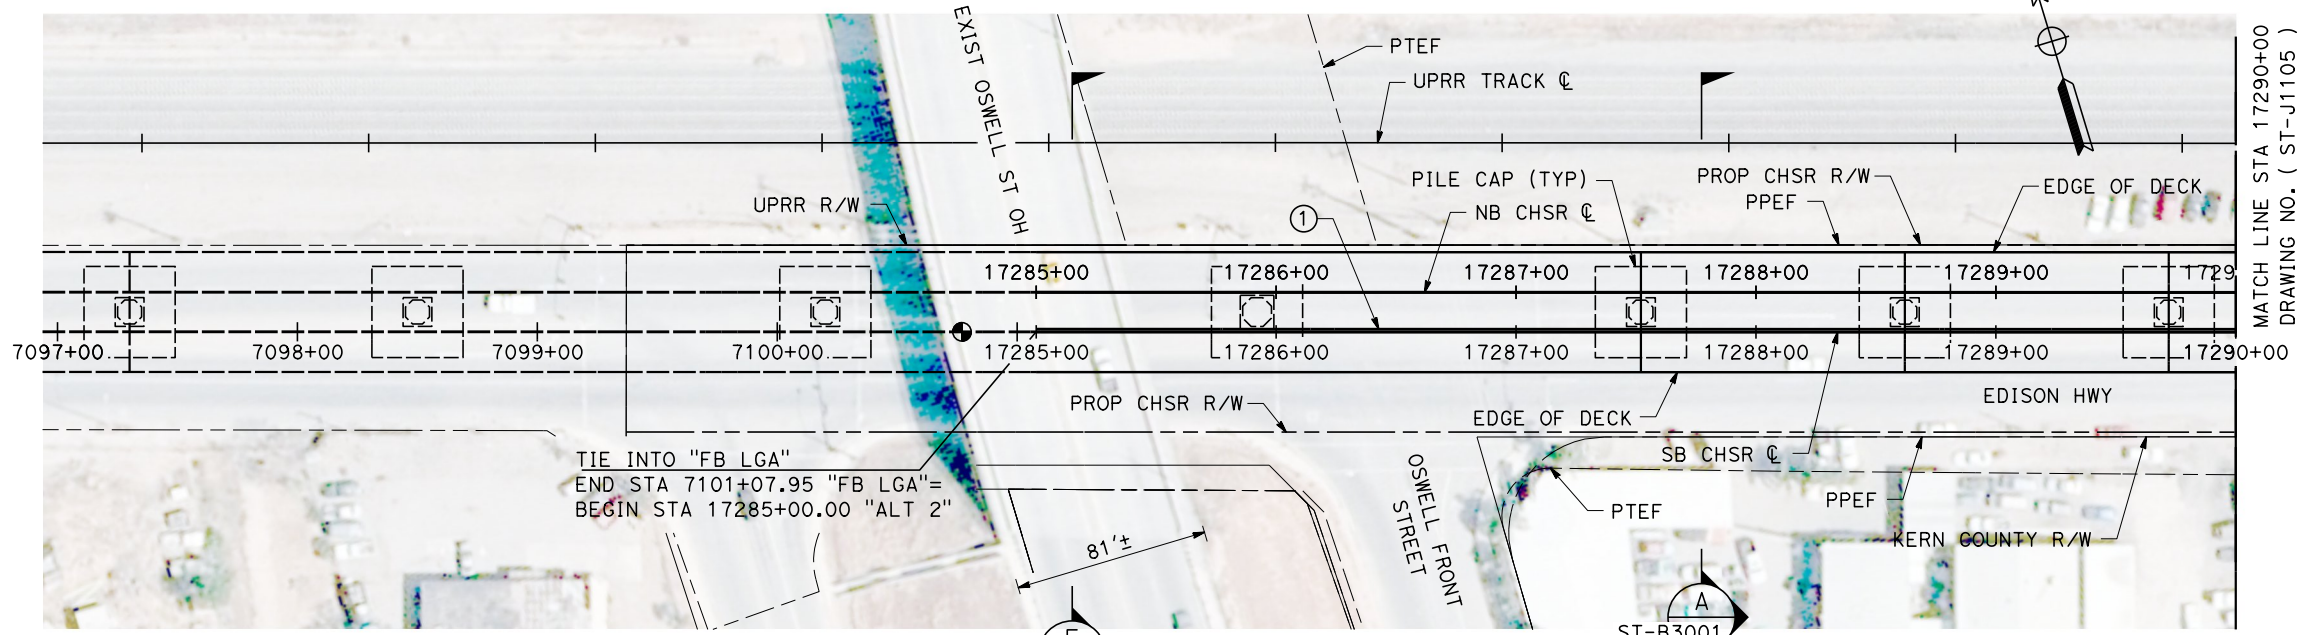 EXIST OSWELL ST OH
PTEF
UPRR TRACK ℄
MATCH LINE STA 17290+00
DRAWING NO. ( ST-J1105 )
UPRR R/W
PILE CAP (TYP)
NB CHSR ℄
1
PROP CHSR R/W
PPEF
EDGE OF DECK
17285+00
17286+00
17287+00
17288+00
17289+00
1729
7097+00
7098+00
7099+00
7100+00
17285+00
17286+00
17287+00
17288+00
17289+00
17290+00
PROP CHSR R/W
EDGE OF DECK
EDISON HWY
SB CHSR ℄
TIE INTO "FB LGA"
END STA 7101+07.95 "FB LGA"=
BEGIN STA 17285+00.00 "ALT 2"
81'±
OSWELL FRONT
STREET
PTEF
PPEF
KERN COUNTY R/W
A
ST-B3001